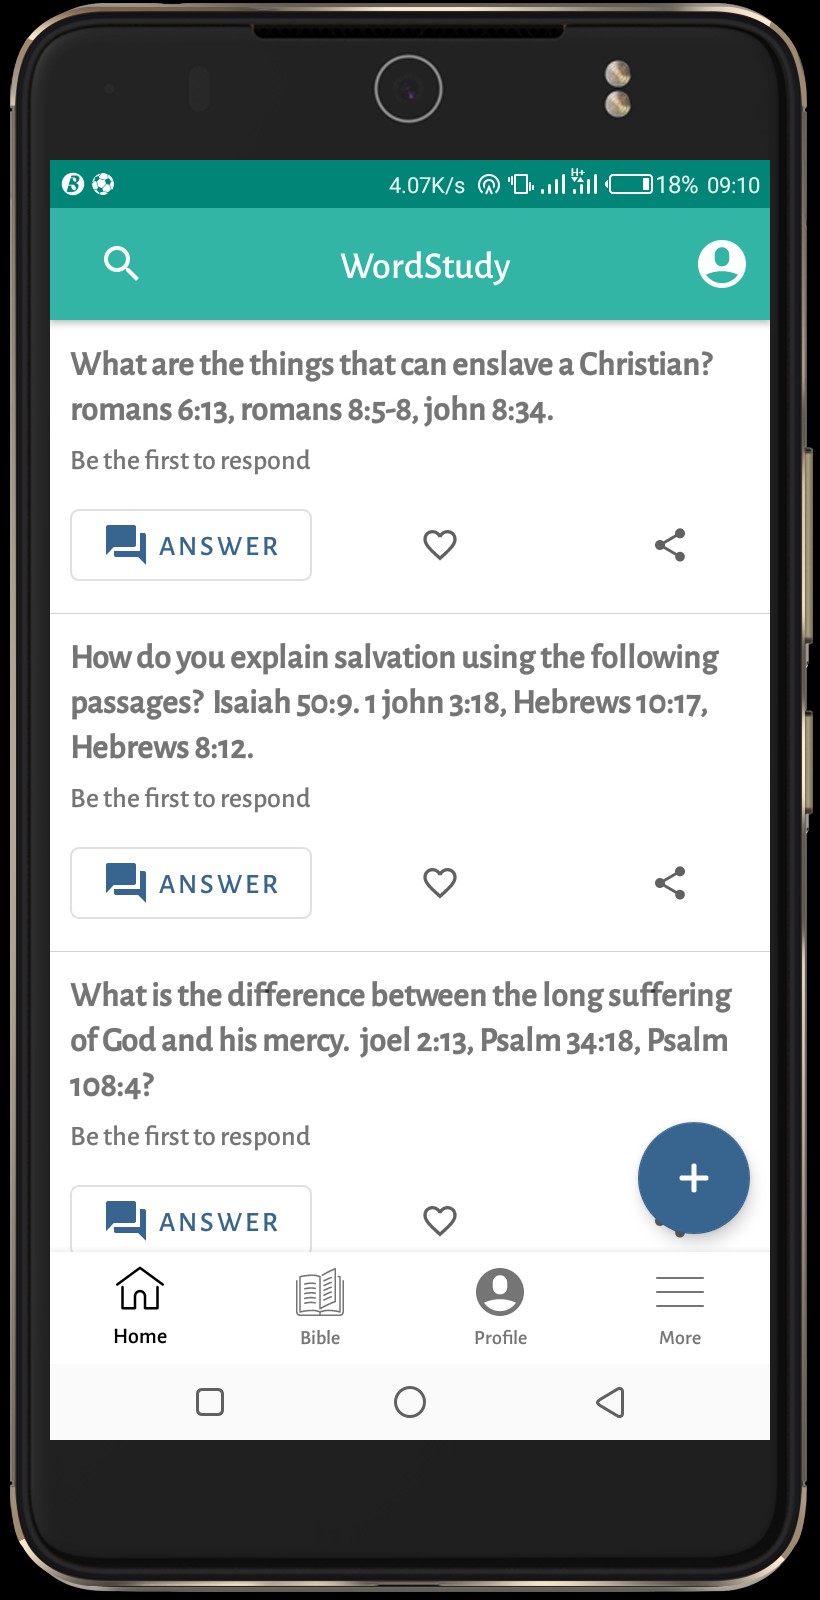 4.07K/s H+ 18% 09:10
WordStudy
What are the things that can enslave a Christian?
romans 6:13, romans 8:5-8, john 8:34.
Be the first to respond
ANSWER
How do you explain salvation using the following
passages? Isaiah 50:9. 1 john 3:18, Hebrews 10:17,
Hebrews 8:12.
Be the first to respond
ANSWER
What is the difference between the long suffering
of God and his mercy. joel 2:13, Psalm 34:18, Psalm
108:4?
Be the first to respond
ANSWER
Home Bible Profile More